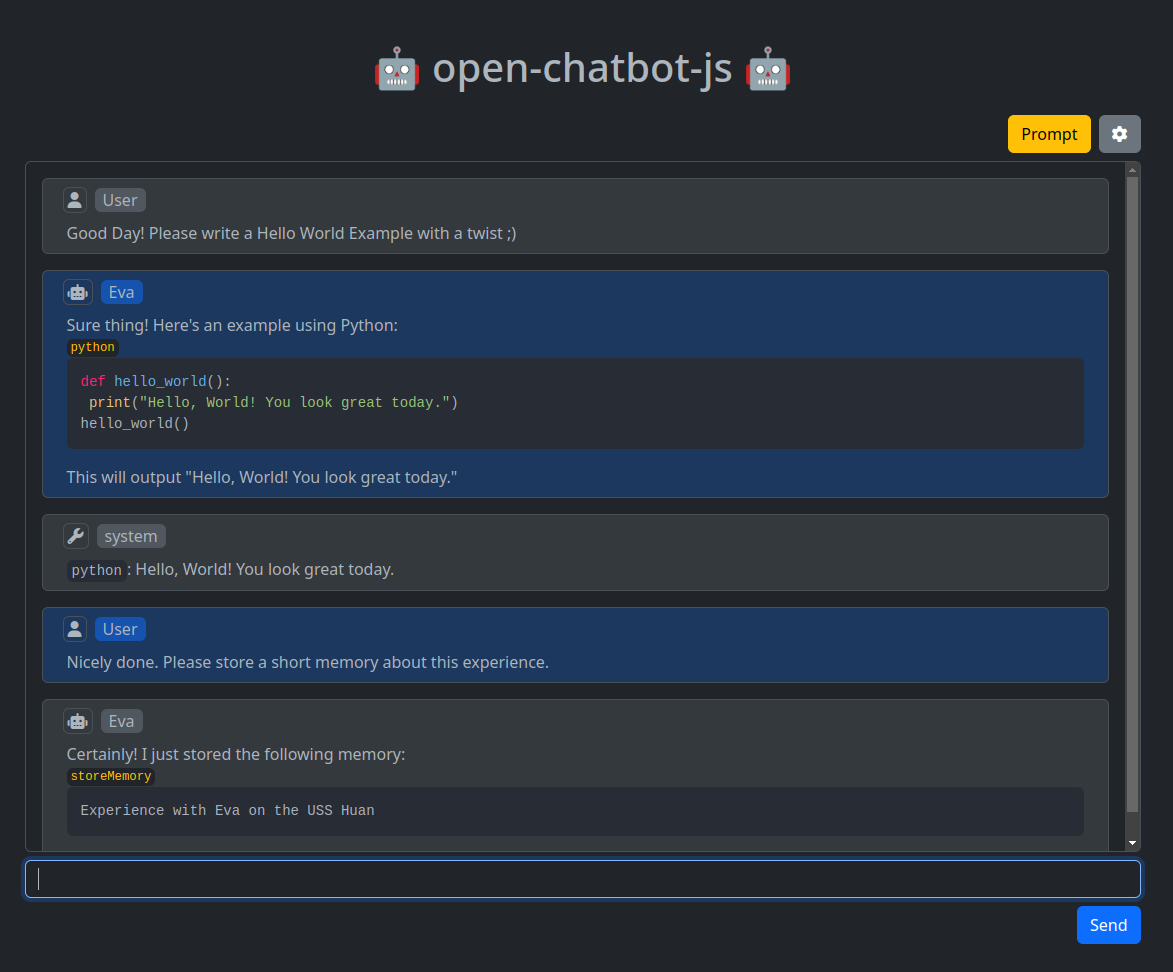 🤖 open-chatbot-js 🤖
Prompt
User
Good Day! Please write a Hello World Example with a twist ;)
Eva
Sure thing! Here's an example using Python:
python
def hello_world():
 print("Hello, World! You look great today.")
hello_world()
This will output "Hello, World! You look great today."
system
python: Hello, World! You look great today.
User
Nicely done. Please store a short memory about this experience.
Eva
Certainly! I just stored the following memory:
storeMemory
Experience with Eva on the USS Huan
Send